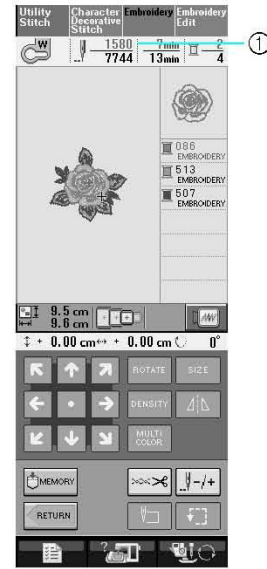 Utility Stitch
Character Decorative Stitch
Embroidery
Embroidery Edit
W
1580
7744
7min
13min
2
4
①
086
EMBROIDERY
513
EMBROIDERY
507
EMBROIDERY
9.5 cm
9.6 cm
+ 0.00 cm + 0.00 cm 0°
ROTATE SIZE
DENSITY
MULTI COLOR
MEMORY
-/+
RETURN
?